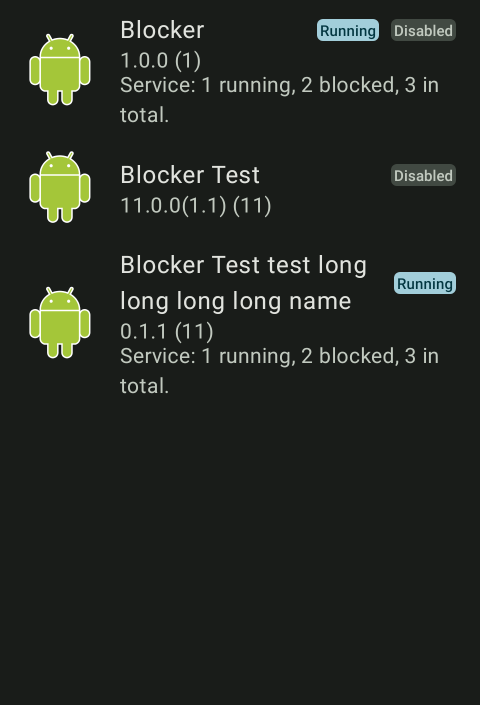 Blocker Running Disabled
1.0.0 (1)
Service: 1 running, 2 blocked, 3 in
total.
Blocker Test Disabled
11.0.0(1.1) (11)
Blocker Test test long
long long long name Running
0.1.1 (11)
Service: 1 running, 2 blocked, 3 in
total.